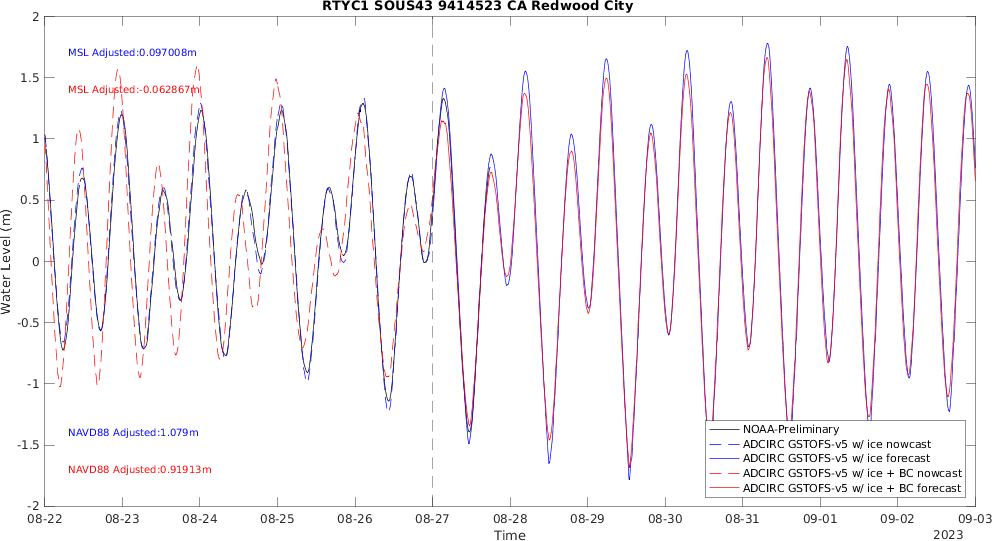 RTYC1 SOUS43 9414523 CA Redwood City
MSL Adjusted:0.097008m
MSL Adjusted:-0.062867m
NAVD88 Adjusted:1.079m
NAVD88 Adjusted:0.91913m
Water Level (m)
2
1.5
1
0.5
0
-0.5
-1
-1.5
-2
NOAA-Preliminary
ADCIRC GSTOFS-v5 w/ ice nowcast
ADCIRC GSTOFS-v5 w/ ice forecast
ADCIRC GSTOFS-v5 w/ ice + BC nowcast
ADCIRC GSTOFS-v5 w/ ice + BC forecast
08-22 08-23 08-24 08-25 08-26 08-27 08-28 08-29 08-30 08-31 09-01 09-02 09-03
Time
2023